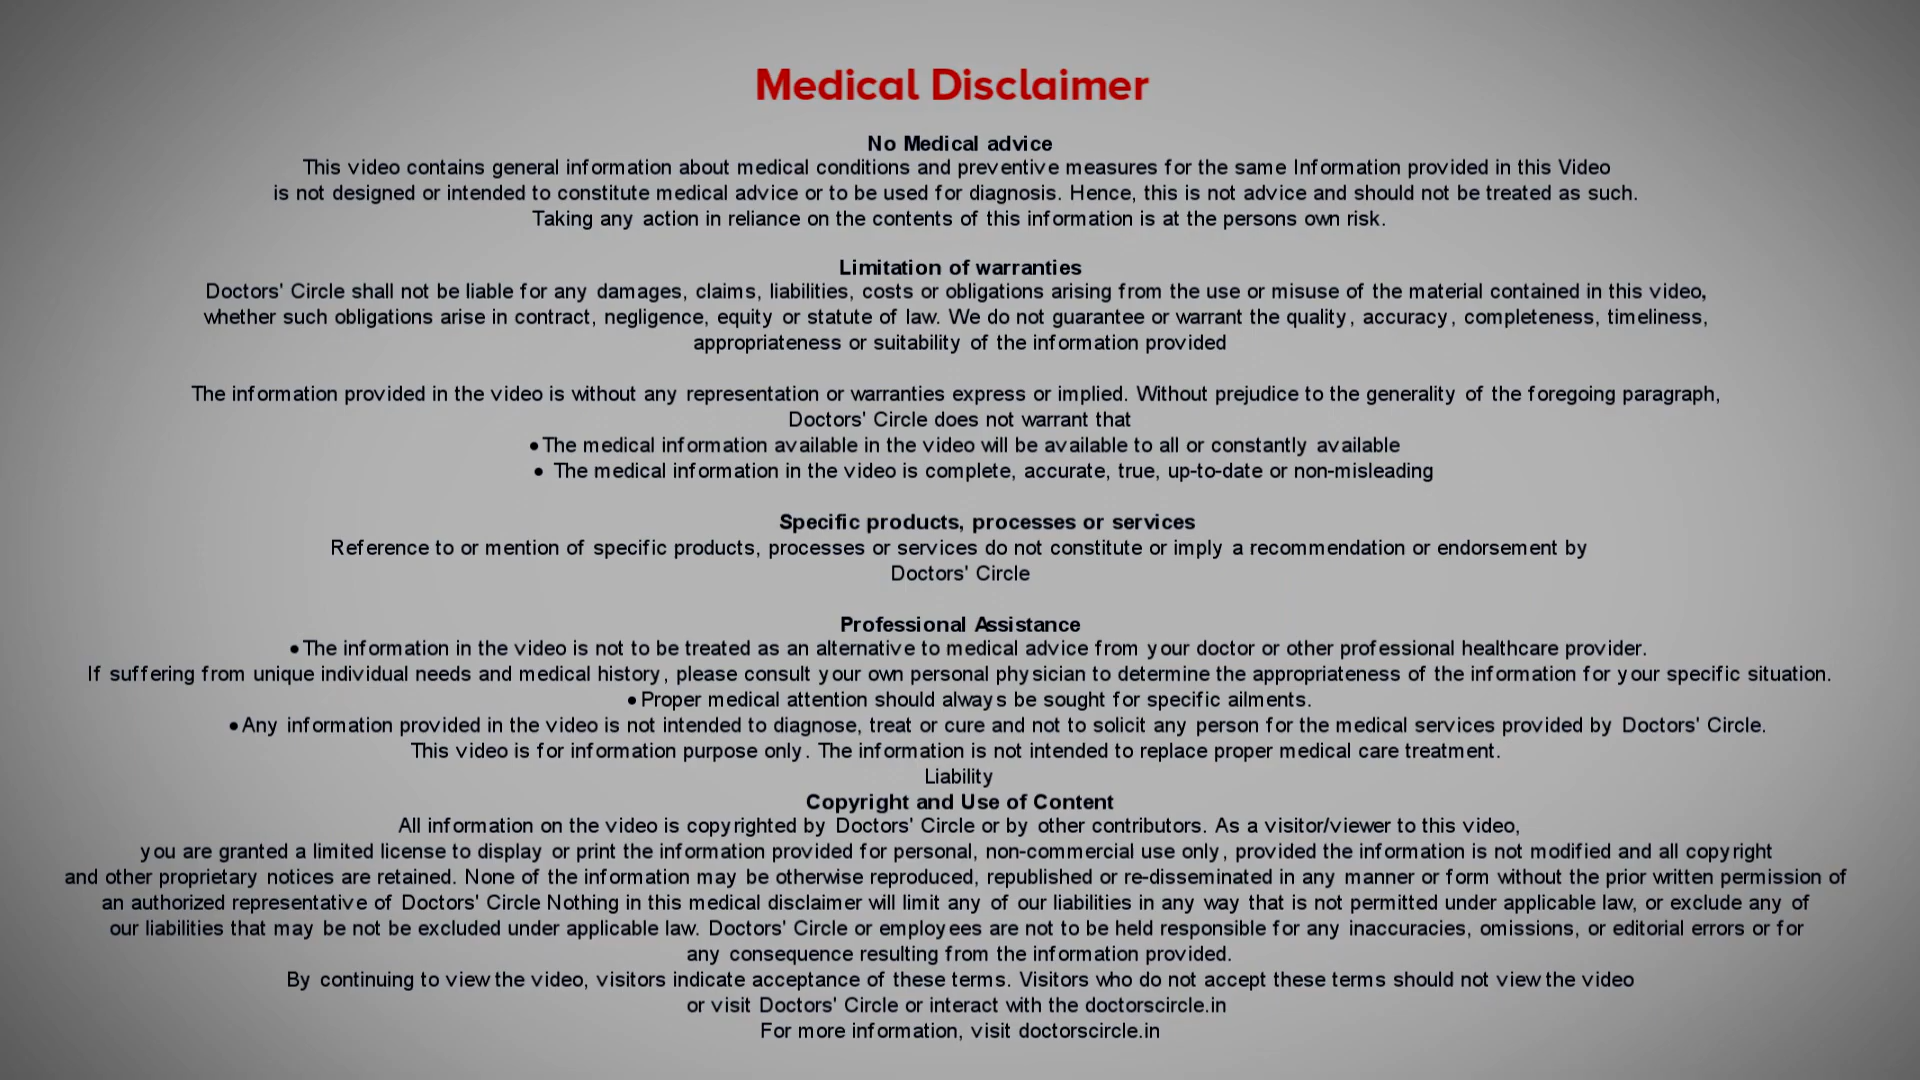 Medical Disclaimer
No Medical advice
This video contains general information about medical conditions and preventive measures for the same Information provided in this Video
is not designed or intended to constitute medical advice or to be used for diagnosis. Hence, this is not advice and should not be treated as such.
Taking any action in reliance on the contents of this information is at the persons own risk.
Limitation of warranties
Doctors' Circle shall not be liable for any damages, claims, liabilities, costs or obligations arising from the use or misuse of the material contained in this video,
whether such obligations arise in contract, negligence, equity or statute of law. We do not guarantee or warrant the quality, accuracy, completeness, timeliness,
appropriateness or suitability of the information provided
The information provided in the video is without any representation or warranties express or implied. Without prejudice to the generality of the foregoing paragraph,
Doctors' Circle does not warrant that
•The medical information available in the video will be available to all or constantly available
• The medical information in the video is complete, accurate, true, up-to-date or non-misleading
Specific products, processes or services
Reference to or mention of specific products, processes or services do not constitute or imply a recommendation or endorsement by
Doctors' Circle
Professional Assistance
•The information in the video is not to be treated as an alternative to medical advice from your doctor or other professional healthcare provider.
If suffering from unique individual needs and medical history, please consult your own personal physician to determine the appropriateness of the information for your specific situation.
•Proper medical attention should always be sought for specific ailments.
•Any information provided in the video is not intended to diagnose, treat or cure and not to solicit any person for the medical services provided by Doctors' Circle.
This video is for information purpose only. The information is not intended to replace proper medical care treatment.
Liability
Copyright and Use of Content
All information on the video is copyrighted by Doctors' Circle or by other contributors. As a visitor/viewer to this video,
you are granted a limited license to display or print the information provided for personal, non-commercial use only, provided the information is not modified and all copyright
and other proprietary notices are retained. None of the information may be otherwise reproduced, republished or re-disseminated in any manner or form without the prior written permission of
an authorized representative of Doctors' Circle Nothing in this medical disclaimer will limit any of our liabilities in any way that is not permitted under applicable law, or exclude any of
our liabilities that may be not be excluded under applicable law. Doctors' Circle or employees are not to be held responsible for any inaccuracies, omissions, or editorial errors or for
any consequence resulting from the information provided.
By continuing to view the video, visitors indicate acceptance of these terms. Visitors who do not accept these terms should not view the video
or visit Doctors' Circle or interact with the doctorscircle.in
For more information, visit doctorscircle.in